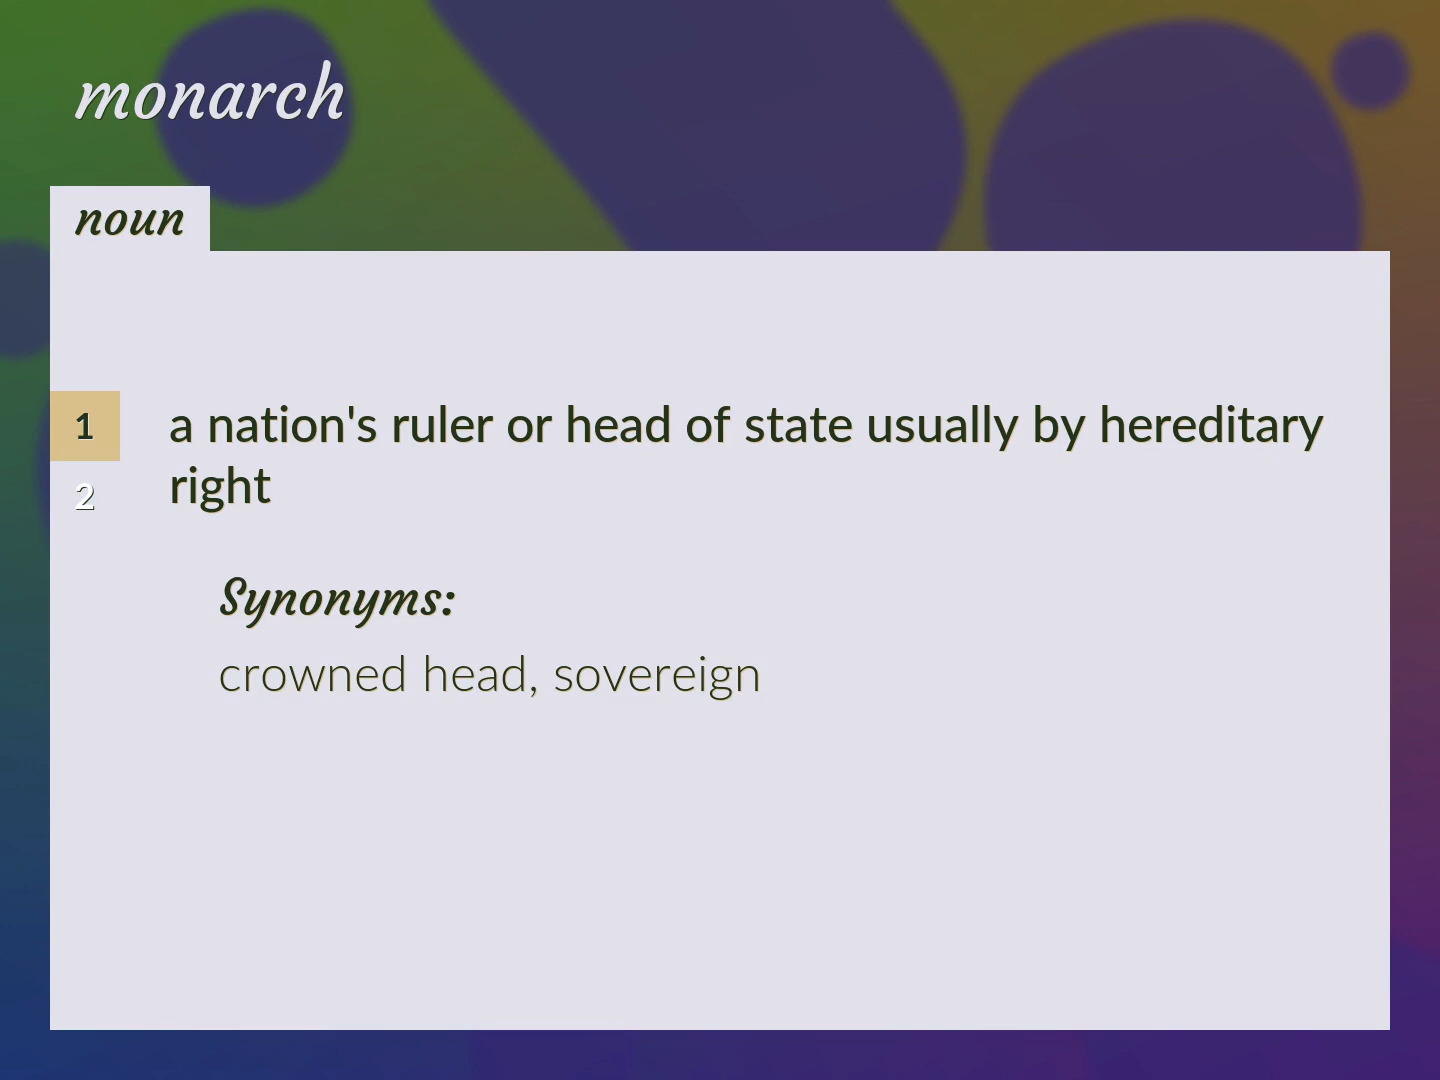 monarch
noun
1
a nation's ruler or head of state usually by hereditary
right
2
Synonyms:
crowned head, sovereign